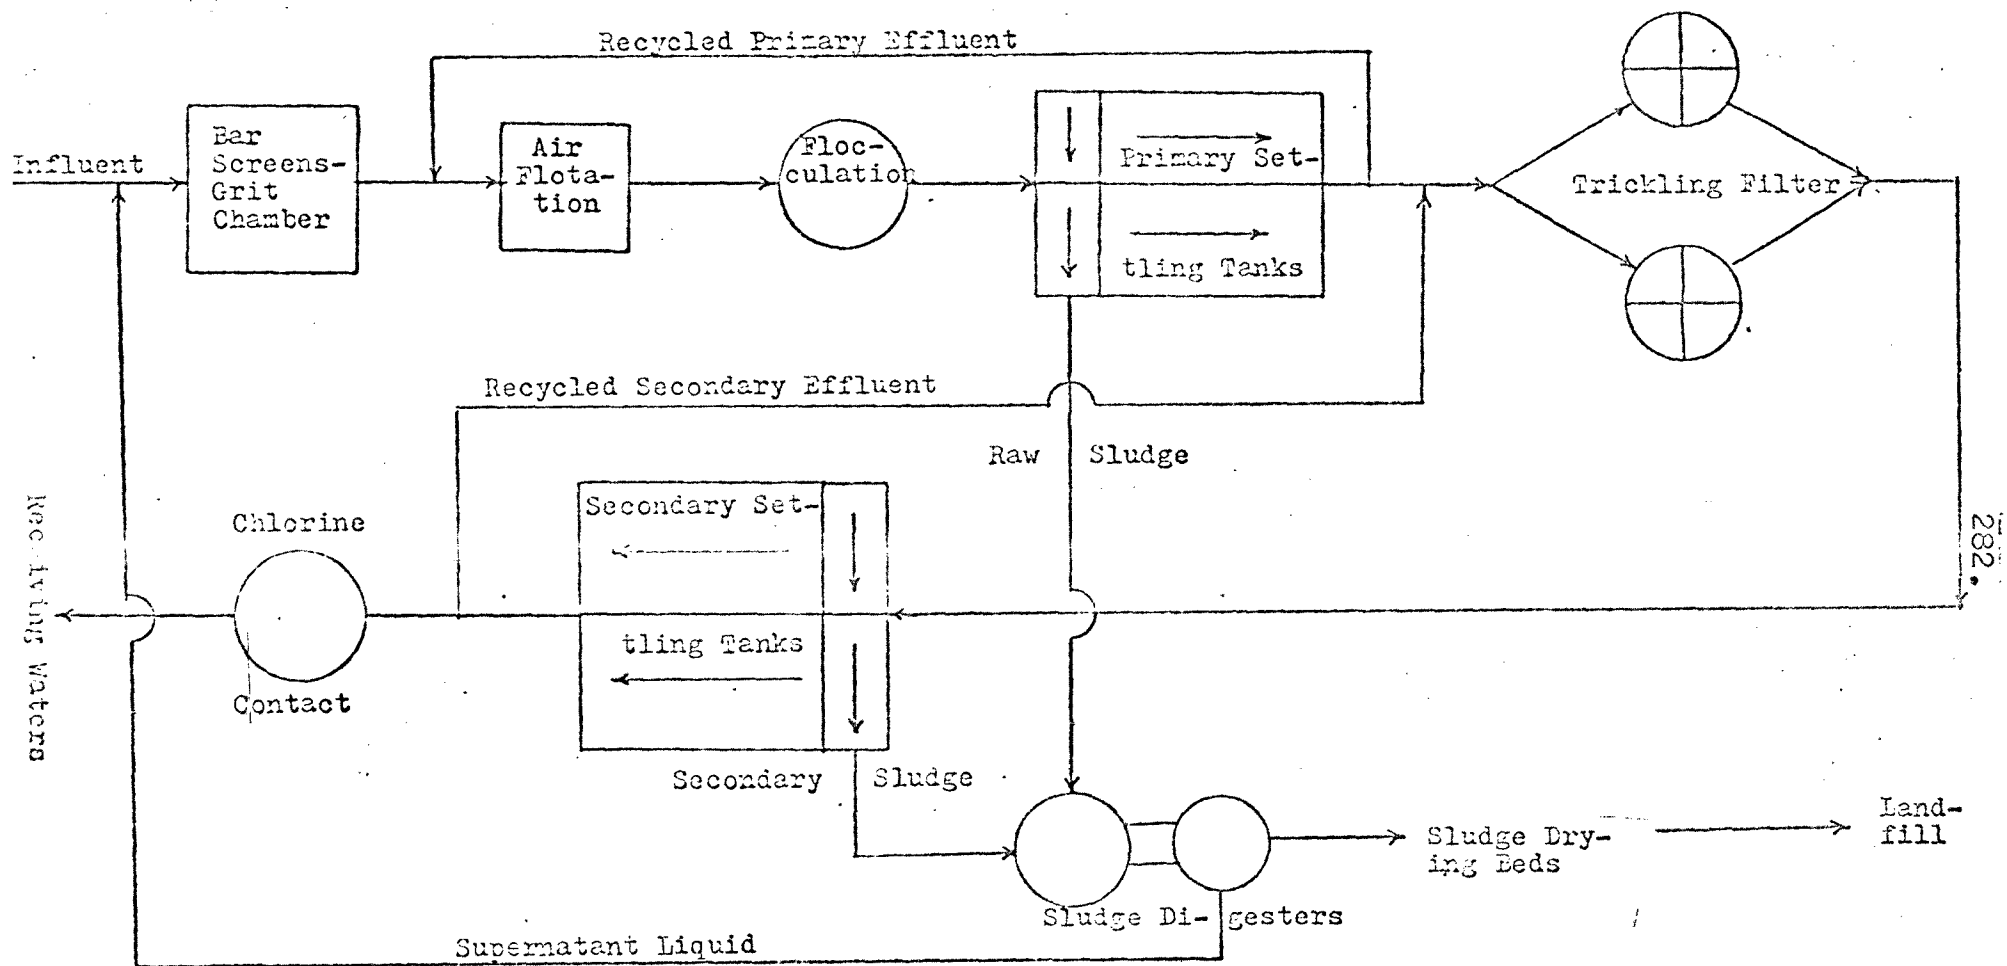 Recycled Primary Effluent
Influent
Bar
Screens-
Grit
Chamber
Air
Flota-
tion
Floc-
culation
Primary Set-
tling Tanks
Trickling Filter
Recycled Secondary Effluent
Raw Sludge
Secondary Set-
tling Tanks
Chlorine
Contact
Receiving Waters
282.
Secondary Sludge
Sludge Di-gesters
Sludge Dry-
ing Beds
Land-
fill
Supernatant Liquid